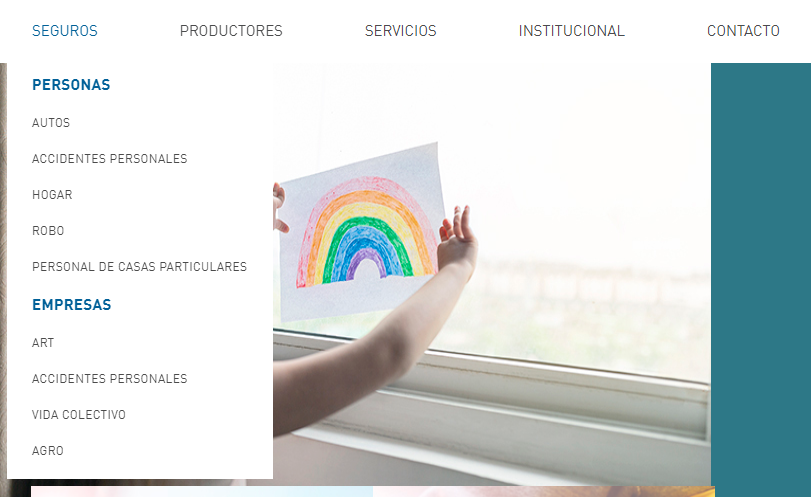 SEGUROS PRODUCTORES SERVICIOS INSTITUCIONAL CONTACTO
PERSONAS
AUTOS
ACCIDENTES PERSONALES
HOGAR
ROBO
PERSONAL DE CASAS PARTICULARES
EMPRESAS
ART
ACCIDENTES PERSONALES
VIDA COLECTIVO
AGRO